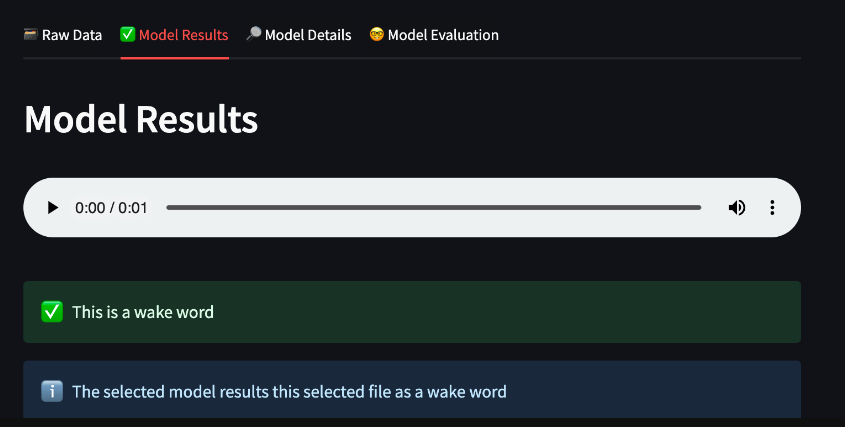 Raw Data Model Results Model Details Model Evaluation
Model Results
0:00 / 0:01
This is a wake word
The selected model results this selected file as a wake word